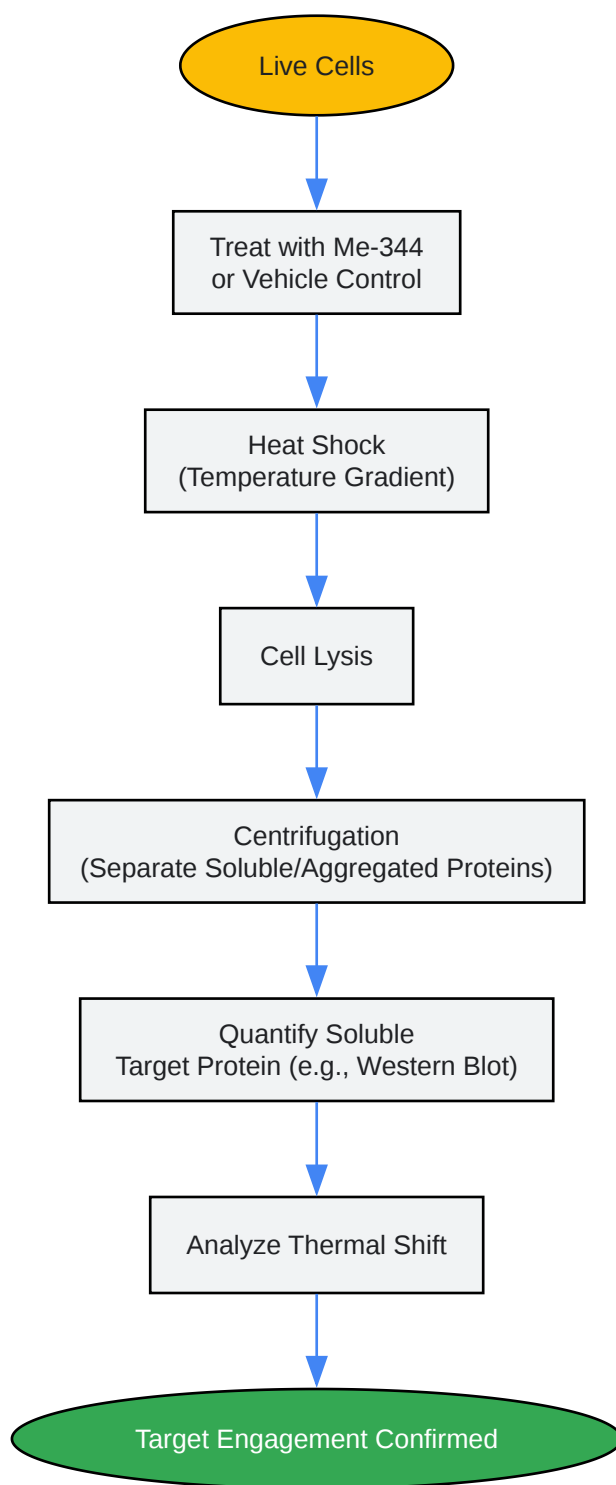 Live Cells
Treat with Me-344
or Vehicle Control
Heat Shock
(Temperature Gradient)
Cell Lysis
Centrifugation
(Separate Soluble/Aggregated Proteins)
Quantify Soluble
Target Protein (e.g., Western Blot)
Analyze Thermal Shift
Target Engagement Confirmed